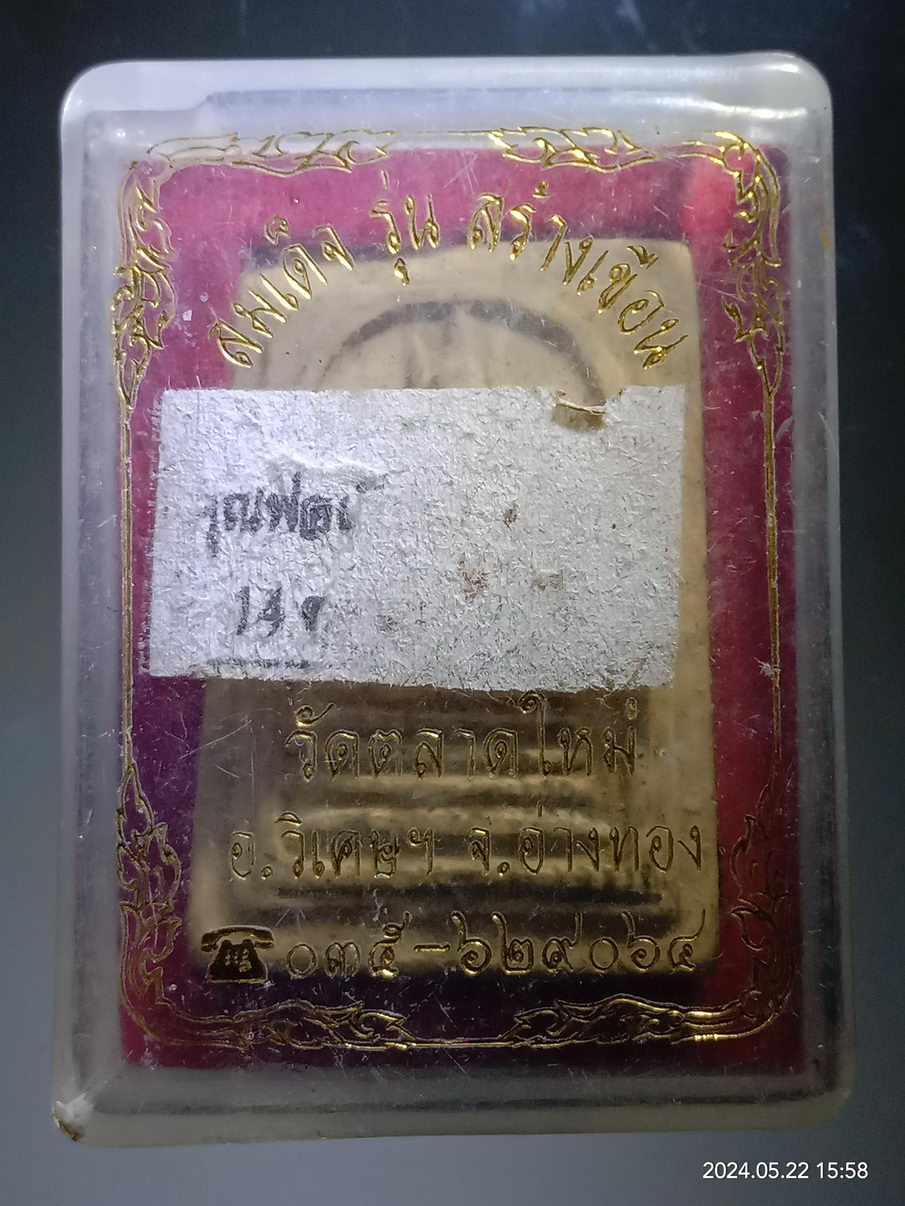 สมเด็จ รุ่น สร้างเขื่อน
วัดตลาดใหม่
อ.วิเศษฯ จ.อ่างทอง
๐๓๕-๖๒๙๐๖๔
2024.05.22 15:58